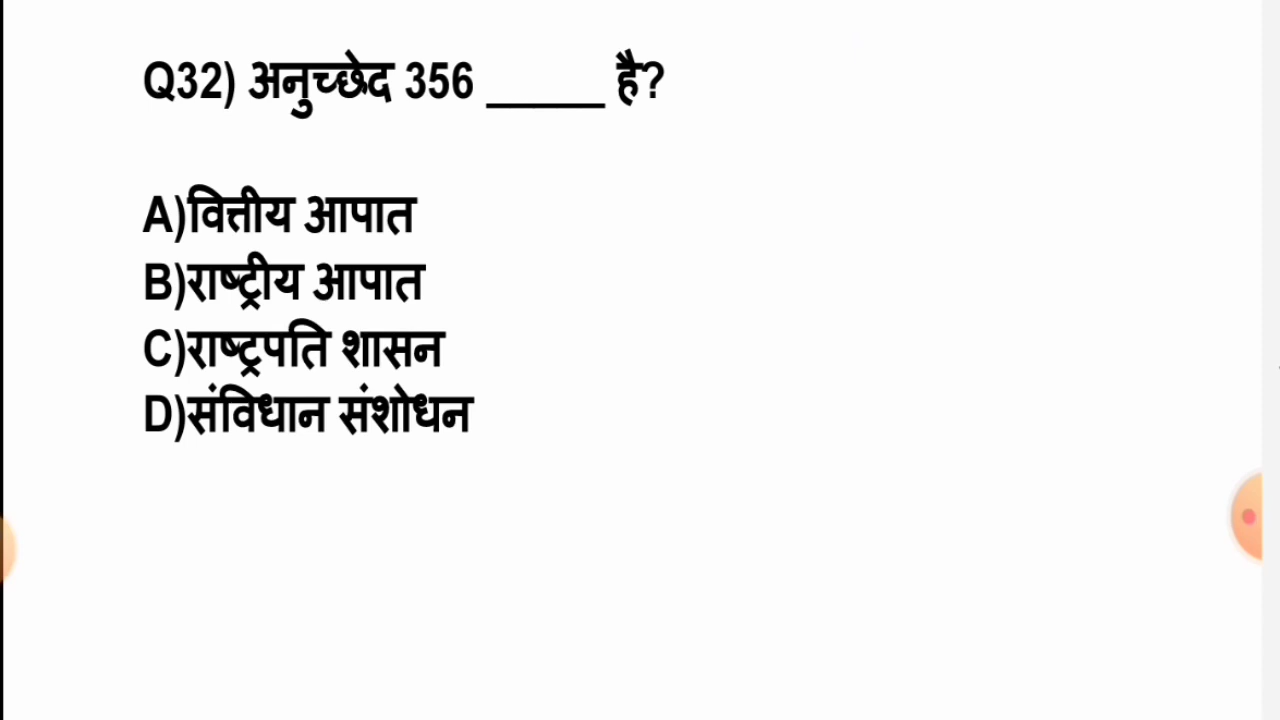 Q32) अनुच्छेद 356 _____ है?
A)वित्तीय आपात
B)राष्ट्रीय आपात
C)राष्ट्रपति शासन
D)संविधान संशोधन